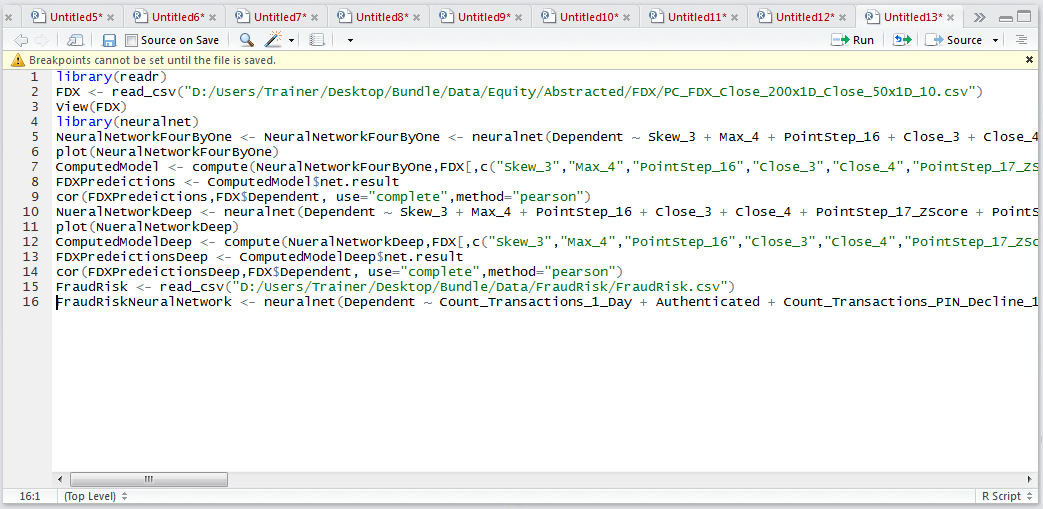 Untitled5* Untitled6* Untitled7* Untitled8* Untitled9* Untitled10* Untitled11* Untitled12* Untitled13*
Source on Save Run Source
Breakpoints cannot be set until the file is saved.
1 library(readr)
2 FDX <- read_csv("D:/Users/Trainer/Desktop/Bundle/Data/Equity/Abstracted/FDX/PC_FDX_Close_200x1D_Close_50x1D_10.csv")
3 View(FDX)
4 library(neuralnet)
5 NeuralNetworkFourByOne <- NeuralNetworkFourByOne <- neuralnet(Dependent ~ Skew_3 + Max_4 + PointStep_16 + Close_3 + Close_4
6 plot(NeuralNetworkFourByOne)
7 ComputedModel <- compute(NeuralNetworkFourByOne,FDX[,c("Skew_3","Max_4","PointStep_16","Close_3","Close_4","PointStep_17_ZS
8 FDXPredeictions <- ComputedModel$net.result
9 cor(FDXPredeictions,FDX$Dependent, use="complete",method="pearson")
10 NueralNetworkDeep <- neuralnet(Dependent ~ Skew_3 + Max_4 + PointStep_16 + Close_3 + Close_4 + PointStep_17_ZScore + PointS
11 plot(NueralNetworkDeep)
12 ComputedModelDeep <- compute(NueralNetworkDeep,FDX[,c("Skew_3","Max_4","PointStep_16","Close_3","Close_4","PointStep_17_ZSc
13 FDXPredeictionsDeep <- ComputedModelDeep$net.result
14 cor(FDXPredeictionsDeep,FDX$Dependent, use="complete",method="pearson")
15 FraudRisk <- read_csv("D:/Users/Trainer/Desktop/Bundle/Data/FraudRisk/FraudRisk.csv")
16 FraudRiskNeuralNetwork <- neuralnet(Dependent ~ Count_Transactions_1_Day + Authenticated + Count_Transactions_PIN_Decline_1
16:1 (Top Level) R Script